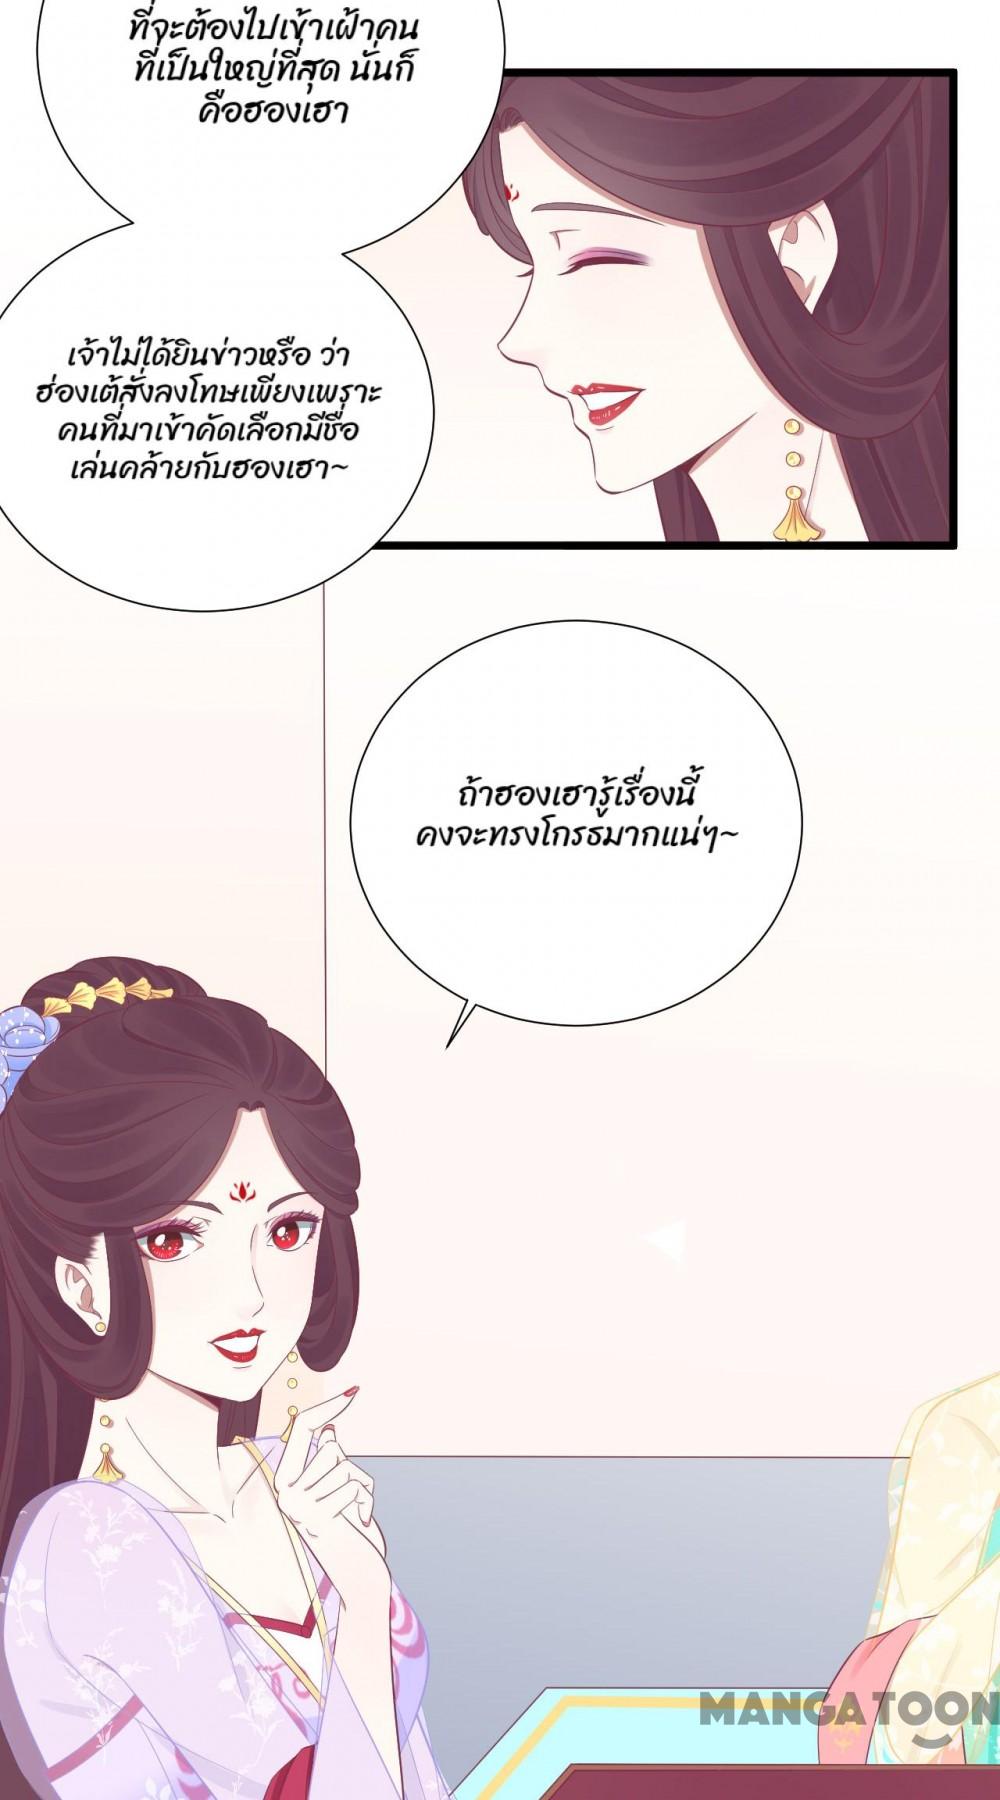 ที่จะต้องไปเข้าเฝ้าคน
ที่เป็นใหญ่ที่สุด นั่นก็
คือฮองเฮา
เจ้าไม่ได้ยินข่าวหรือ ว่า
ฮ่องเต้สั่งลงโทษเพียงเพราะ
คนที่มาเข้าคัดเลือกมีชื่อ
เล่นคล้ายกับฮองเฮา~
ถ้าฮองเฮารู้เรื่องนี้
คงจะทรงโกรธมากแน่ๆ~
MANGATOON